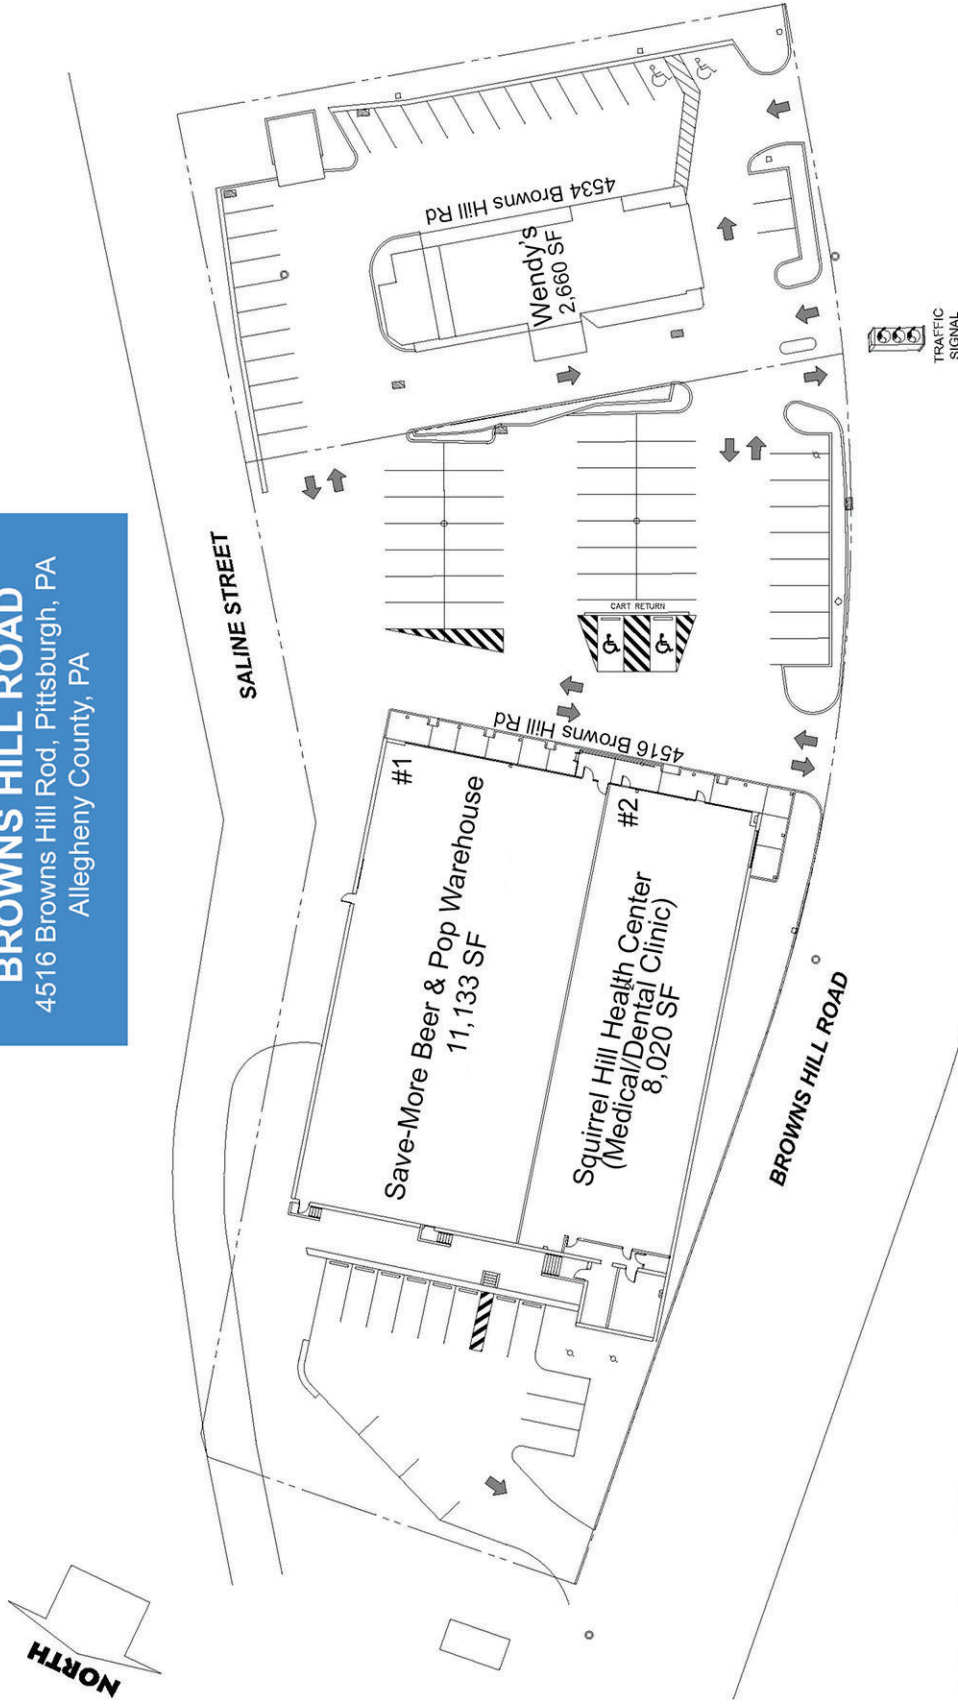 BROWNS HILL ROAD
4516 Browns Hill Rod, Pittsburgh, PA
Allegheny County, PA
SALINE STREET
4534 Browns Hill Rd
Wendy's
2,660 SF
TRAFFIC
SIGNAL
CART RETURN
4516 Browns Hill Rd
#1
Save-More Beer & Pop Warehouse
11,133 SF
#2
Squirrel Hill Health Center
(Medical/Dental Clinic)
8,020 SF
BROWNS HILL ROAD
NORTH